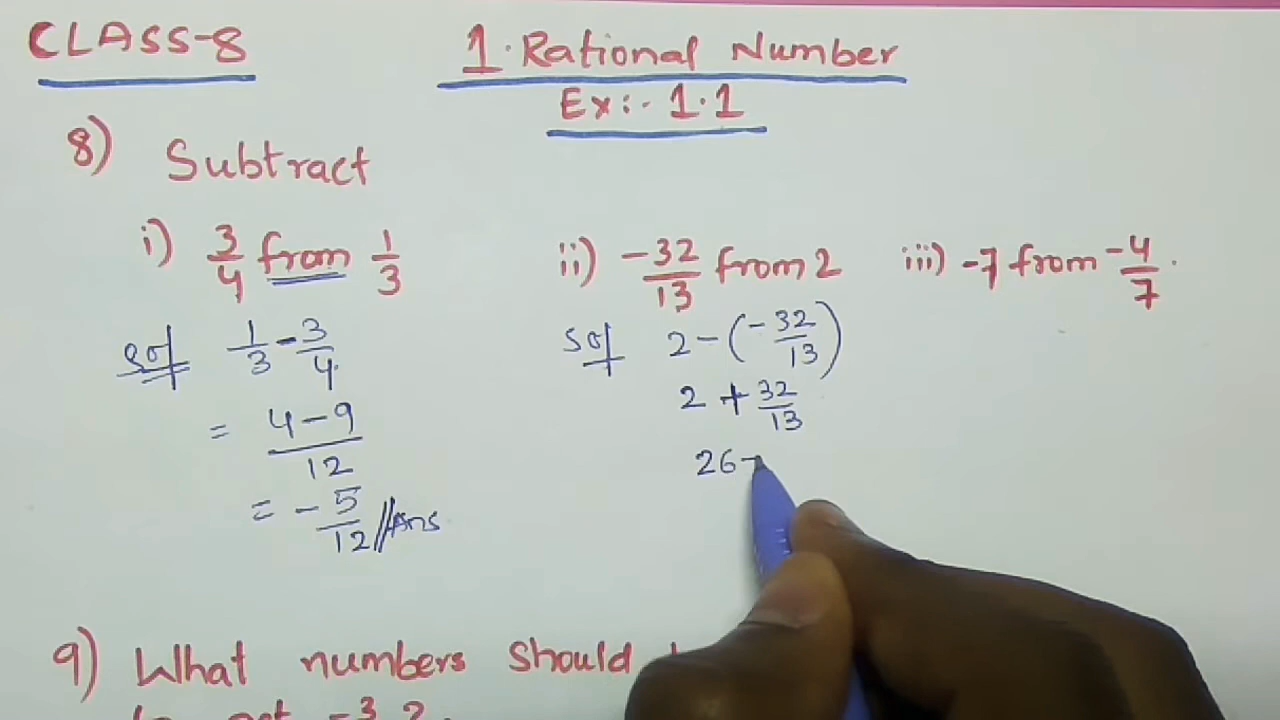 CLASS-8
1. Rational Number
Ex:- 1.1
8) Subtract
i) 3/4 from 1/3
ii) -32/13 from 2
iii) -7 from -4/7.
Sol 1/3 - 3/4
= 4-9/12
= -5/12 // Ans
Sol 2-(-32/13)
2 + 32/13
26
9) What numbers should